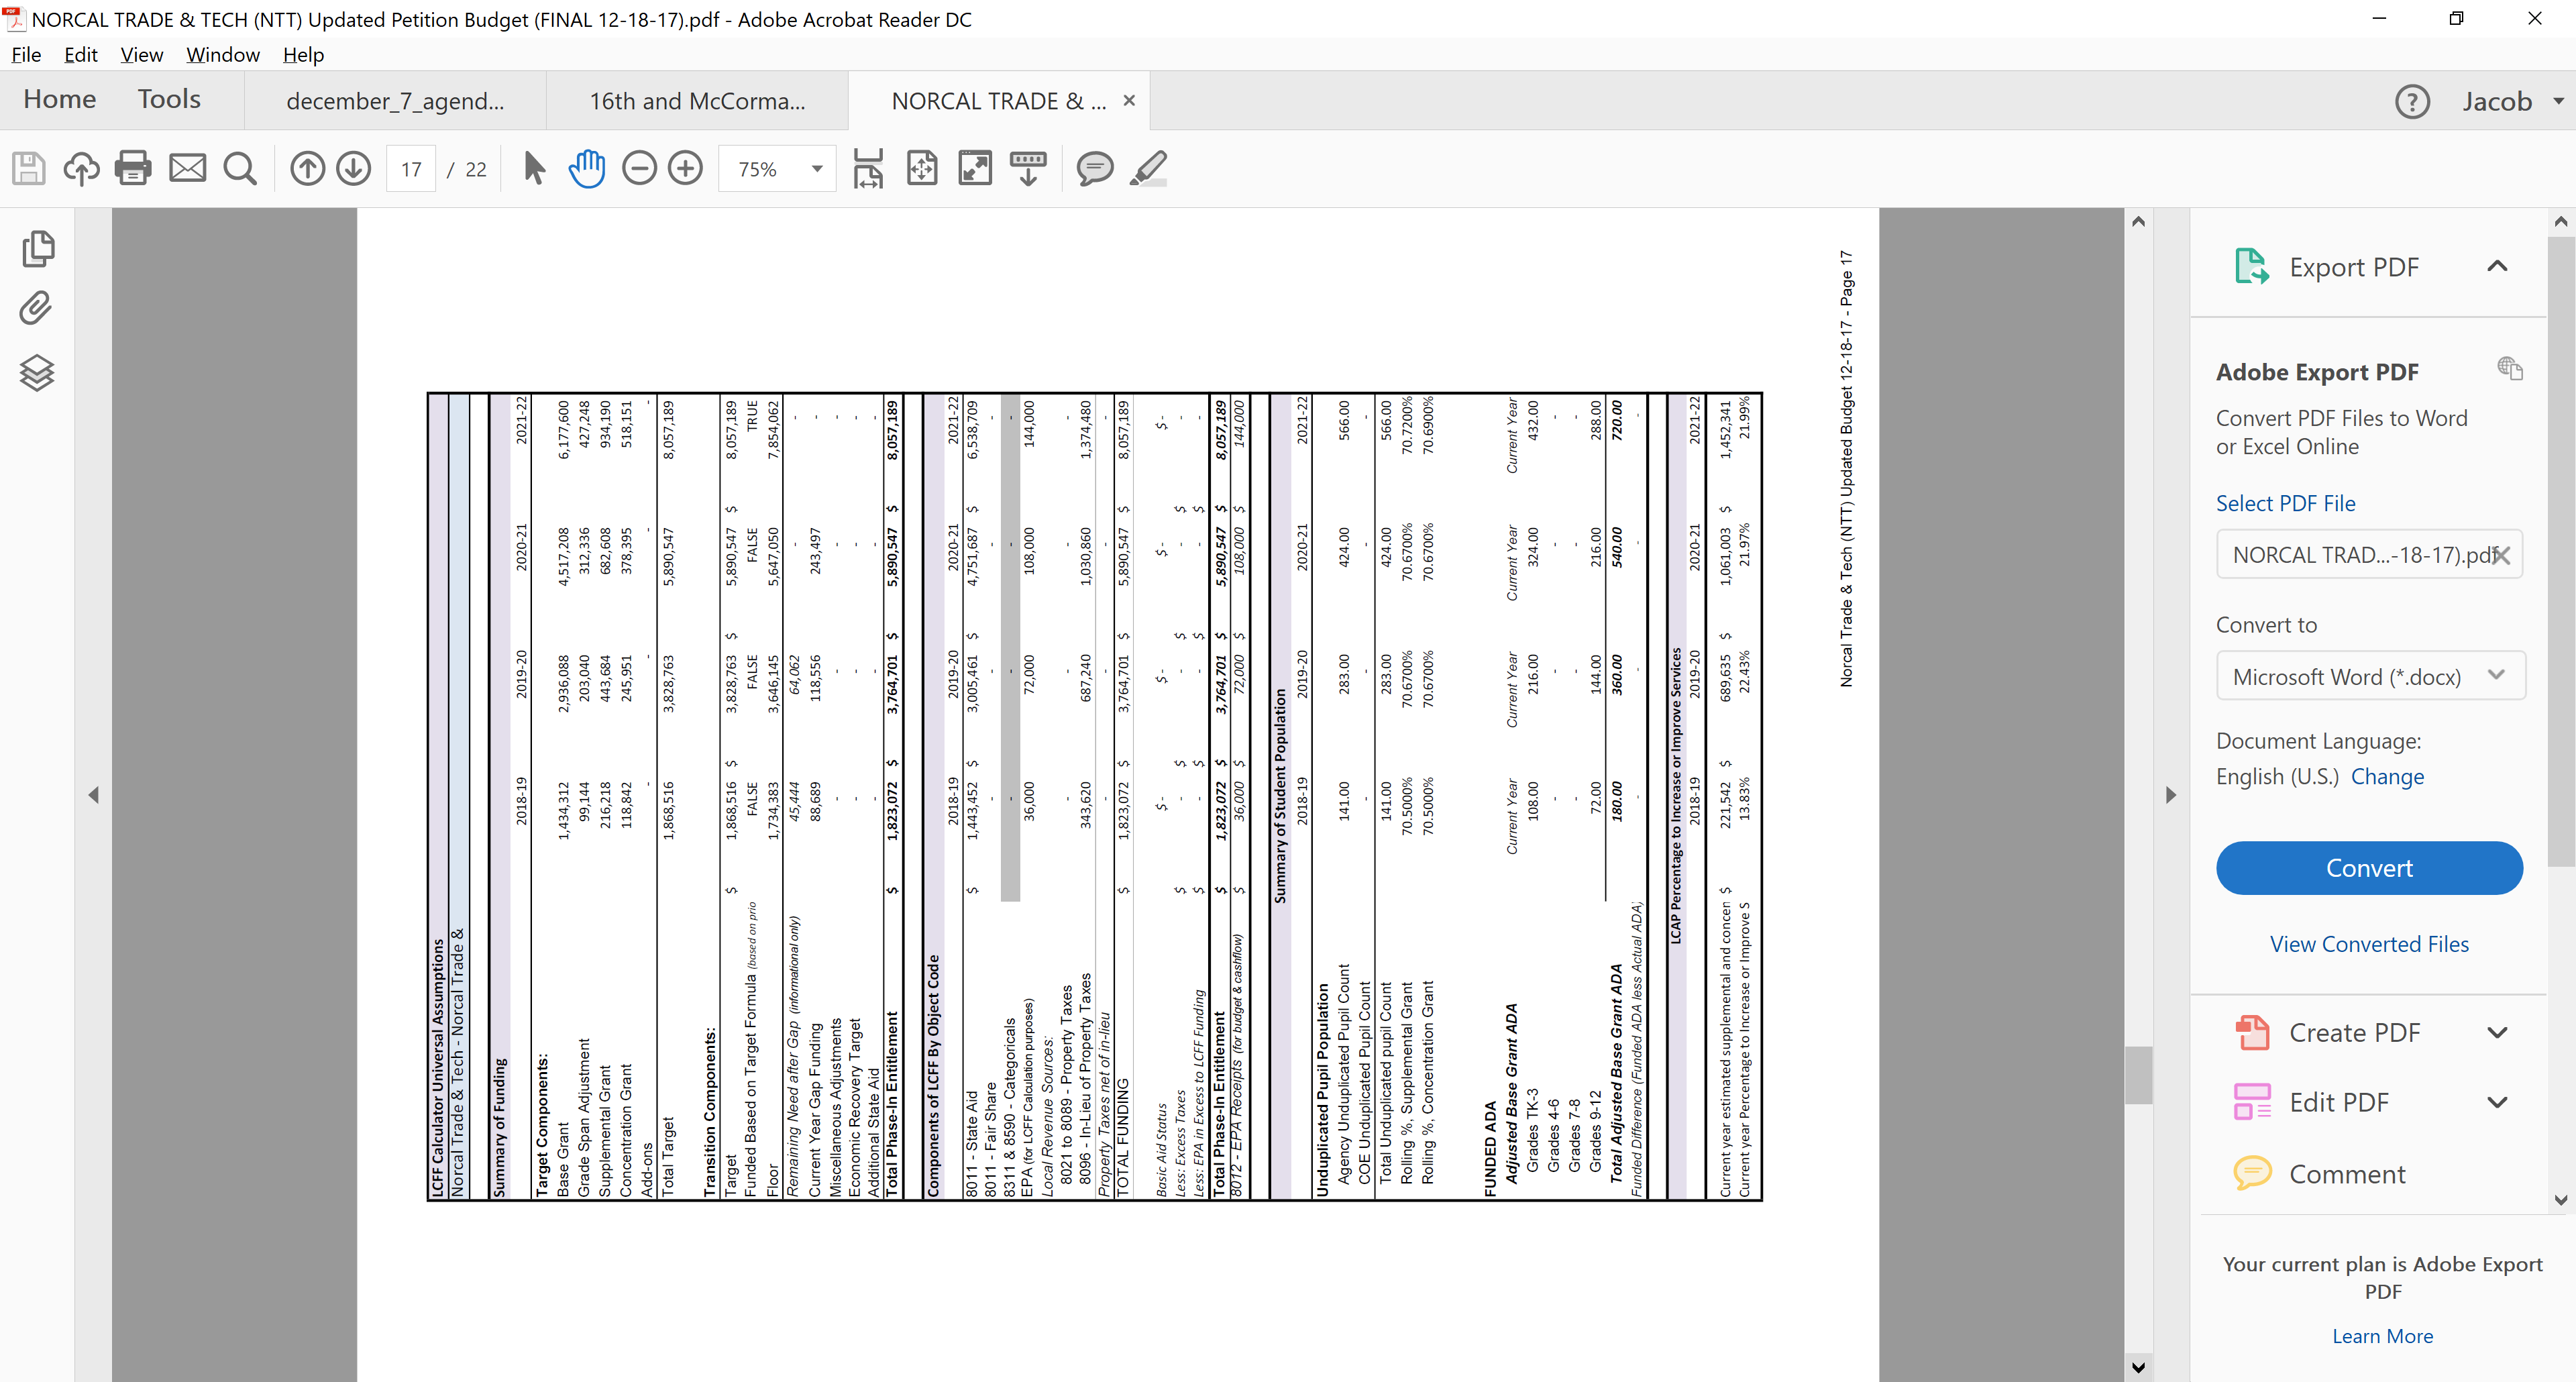 NORCAL TRADE & TECH (NTT) Updated Petition Budget (FINAL 12-18-17).pdf - Adobe Acrobat Reader DC
File Edit View Window Help
Home Tools december_7_agend... 16th and McCorma... NORCAL TRADE & ... Jacob
17 / 22 75%
LCFF Calculator Universal Assumptions
Norcal Trade & Tech - Norcal Trade &
Summary of Funding
2018-19 2019-20 2020-21 2021-22
Target Components:
Base Grant 1,434,312 2,936,088 4,517,208 6,177,600
Grade Span Adjustment 99,144 203,040 312,336 427,248
Supplemental Grant 216,218 443,684 682,608 934,190
Concentration Grant 118,842 245,951 378,395 518,151
Add-ons - - - -
Total Target 1,868,516 3,828,763 5,890,547 8,057,189
Transition Components:
Target $ 1,868,516 $ 3,828,763 $ 5,890,547 $ 8,057,189
Funded Based on Target Formula (based on prio FALSE FALSE FALSE TRUE
Floor 1,734,383 3,646,145 5,647,050 7,854,062
Remaining Need after Gap (informational only) 45,444 64,062 - -
Current Year Gap Funding 88,689 118,556 243,497 -
Miscellaneous Adjustments - - - -
Economic Recovery Target - - - -
Additional State Aid - - - -
Total Phase-In Entitlement $ 1,823,072 $ 3,764,701 $ 5,890,547 $ 8,057,189
Components of LCFF By Object Code
2018-19 2019-20 2020-21 2021-22
8011 - State Aid $ 1,443,452 $ 3,005,461 $ 4,751,687 $ 6,538,709
8011 - Fair Share - - - -
8311 & 8590 - Categoricals - - - -
EPA (for LCFF Calculation purposes) 36,000 72,000 108,000 144,000
Local Revenue Sources:
8021 to 8089 - Property Taxes - - - -
8096 - In-Lieu of Property Taxes 343,620 687,240 1,030,860 1,374,480
Property Taxes net of in-lieu - - - -
TOTAL FUNDING $ 1,823,072 $ 3,764,701 $ 5,890,547 $ 8,057,189
Basic Aid Status $- $- $- $-
Less: Excess Taxes $ - $ - $ - $ -
Less: EPA in Excess to LCFF Funding $ - $ - $ - $ -
Total Phase-In Entitlement $ 1,823,072 $ 3,764,701 $ 5,890,547 $ 8,057,189
8012 - EPA Receipts (for budget & cashflow) $ 36,000 $ 72,000 $ 108,000 $ 144,000
Summary of Student Population
2018-19 2019-20 2020-21 2021-22
Unduplicated Pupil Population
Agency Unduplicated Pupil Count 141.00 283.00 424.00 566.00
COE Unduplicated Pupil Count - - - -
Total Unduplicated pupil Count 141.00 283.00 424.00 566.00
Rolling %, Supplemental Grant 70.5000% 70.6700% 70.6700% 70.7200%
Rolling %, Concentration Grant 70.5000% 70.6700% 70.6700% 70.6900%
FUNDED ADA
Adjusted Base Grant ADA Current Year Current Year Current Year Current Year
Grades TK-3 108.00 216.00 324.00 432.00
Grades 4-6 - - - -
Grades 7-8 - - - -
Grades 9-12 72.00 144.00 216.00 288.00
Total Adjusted Base Grant ADA 180.00 360.00 540.00 720.00
Funded Difference (Funded ADA less Actual ADA) - - - -
LCAP Percentage to Increase or Improve Services
2018-19 2019-20 2020-21 2021-22
Current year estimated supplemental and concen $ 221,542 $ 689,635 $ 1,061,003 $ 1,452,341
Current year Percentage to Increase or Improve S 13.83% 22.43% 21.97% 21.99%
Norcal Trade & Tech (NTT) Updated Budget 12-18-17 - Page 17
Export PDF
Adobe Export PDF
Convert PDF Files to Word
or Excel Online
Select PDF File
NORCAL TRAD...-18-17).pdf
Convert to
Microsoft Word (*.docx)
Document Language:
English (U.S.) Change
Convert
View Converted Files
Create PDF
Edit PDF
Comment
Your current plan is Adobe Export
PDF
Learn More